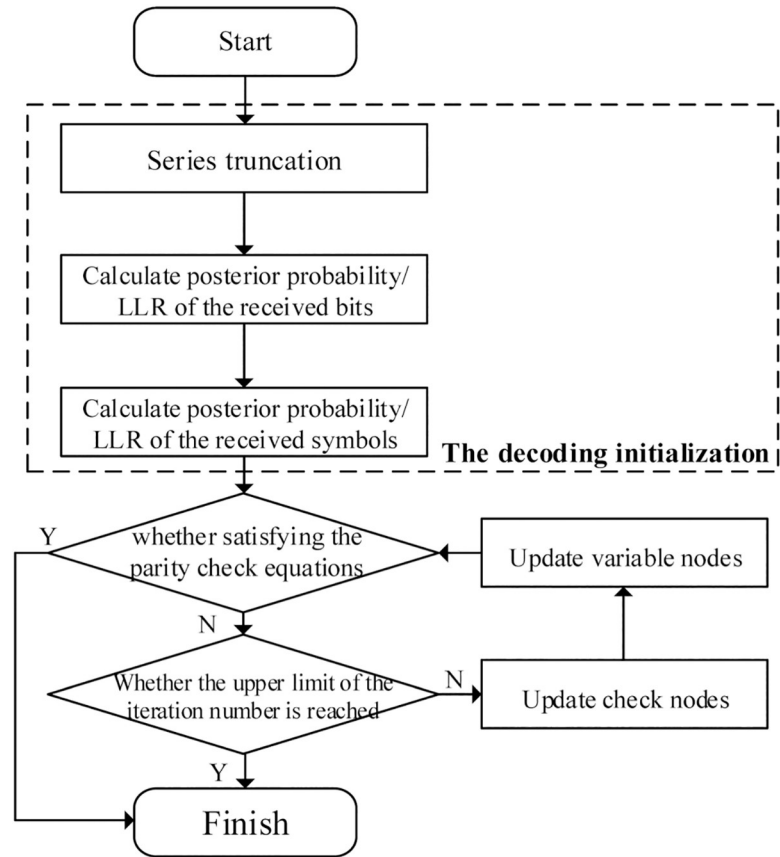 Start
Series truncation
Calculate posterior probability/
LLR of the received bits
Calculate posterior probability/
LLR of the received symbols
The decoding initialization
Y
whether satisfying the
parity check equations
Update variable nodes
N
Whether the upper limit of the
iteration number is reached
N
Update check nodes
Y
Finish